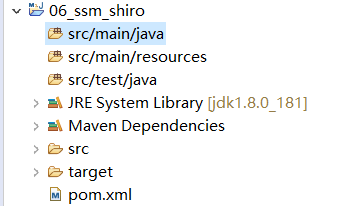 06_ssm_shiro
src/main/java
src/main/resources
src/test/java
JRE System Library [jdk1.8.0_181]
Maven Dependencies
src
target
pom.xml